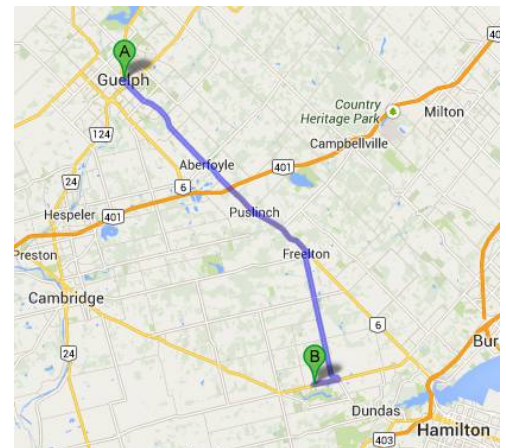 A
Guelph
40
Country
Heritage Park
Milton
124
Campbellville
Aberfoyle
401
24
6
Hespeler
401
Puslinch
Preston
Freelton
Cambridge
6
24
Bur
B
Dundas
Hamilton
403